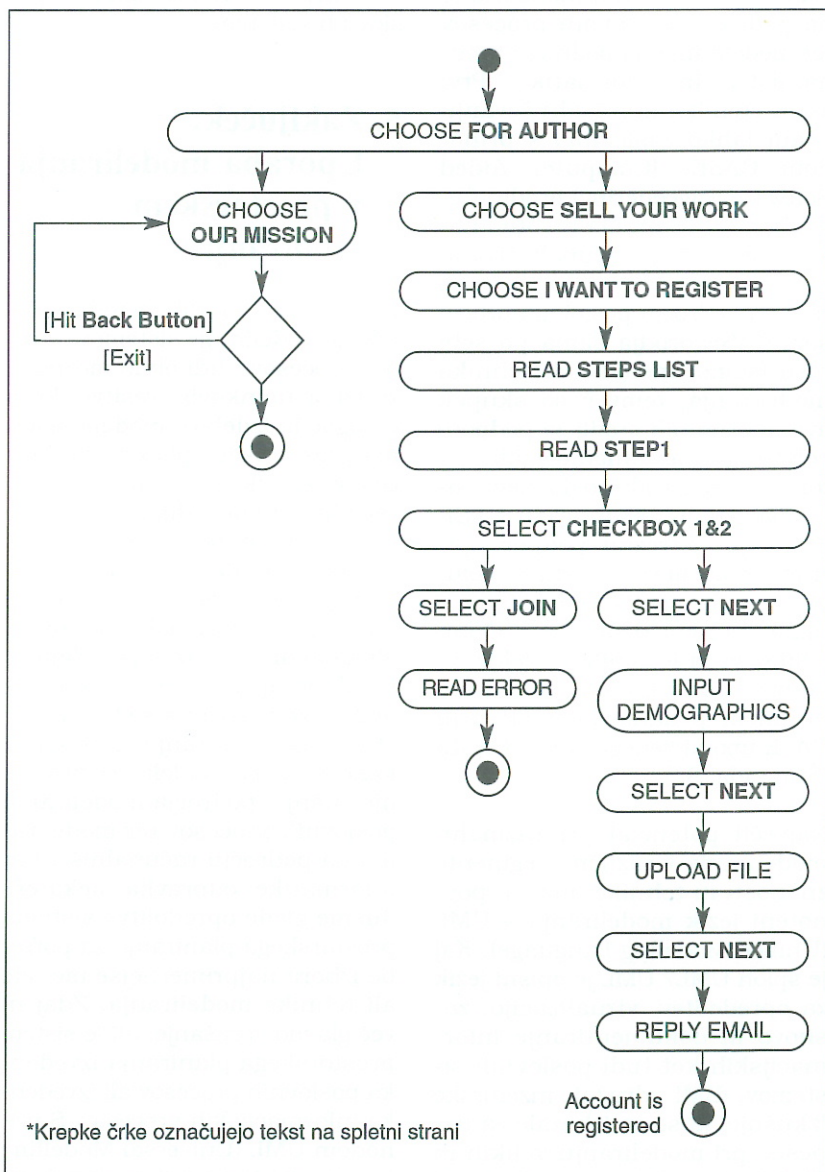 CHOOSE FOR AUTHOR
CHOOSE
OUR MISSION
[Hit Back Button]
[Exit]
CHOOSE SELL YOUR WORK
CHOOSE I WANT TO REGISTER
READ STEPS LIST
READ STEP1
SELECT CHECKBOX 1&2
SELECT JOIN
READ ERROR
SELECT NEXT
INPUT
DEMOGRAPHICS
SELECT NEXT
UPLOAD FILE
SELECT NEXT
REPLY EMAIL
Account is
registered
*Krepke črke označujejo tekst na spletni strani